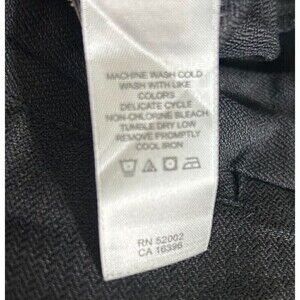 MACHINE WASH COLD
WASH WITH LIKE
COLORS
DELICATE CYCLE
NON-CHLORINE BLEACH
TUMBLE DRY LOW
REMOVE PROMPTLY
COOL IRON
RN 52002
CA 16396